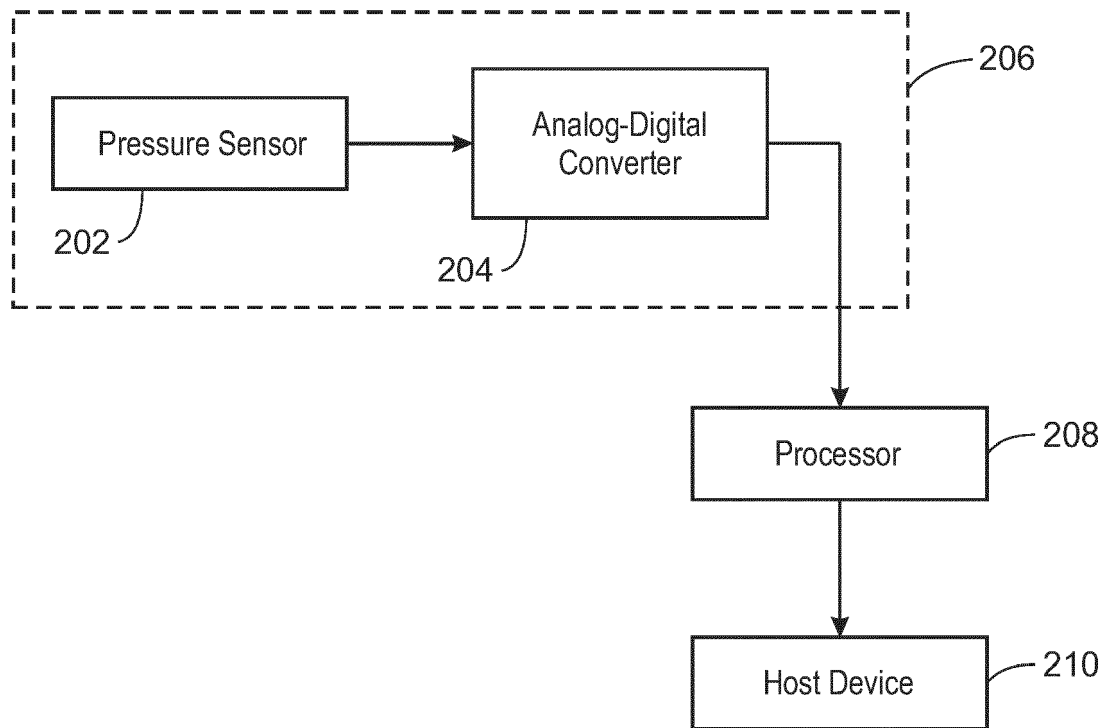 206
Pressure Sensor
Analog-Digital
Converter
202
204
Processor
208
Host Device
210